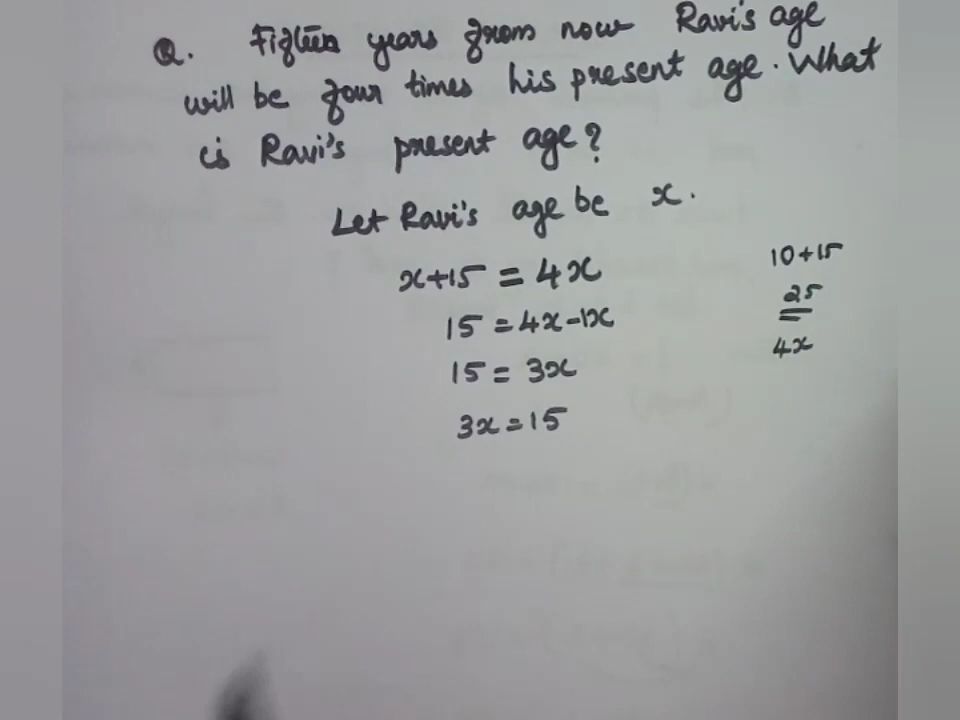 Q. Fifteen years from now Ravi's age
will be four times his present age. What
is Ravi's present age?
Let Ravi's age be x.
x+15 = 4x
15 = 4x-1x
15 = 3x
3x = 15
10+15
25
4x